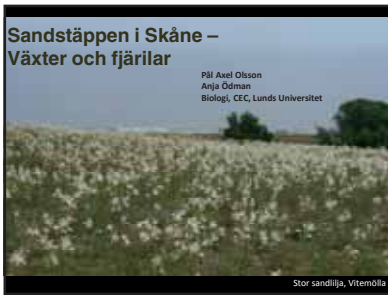 Sandstäppen i Skåne –
Växter och fjärilar
Pål Axel Olsson
Anja Ödman
Biologi, CEC, Lunds Universitet
Stor sandlilja, Vitemölla